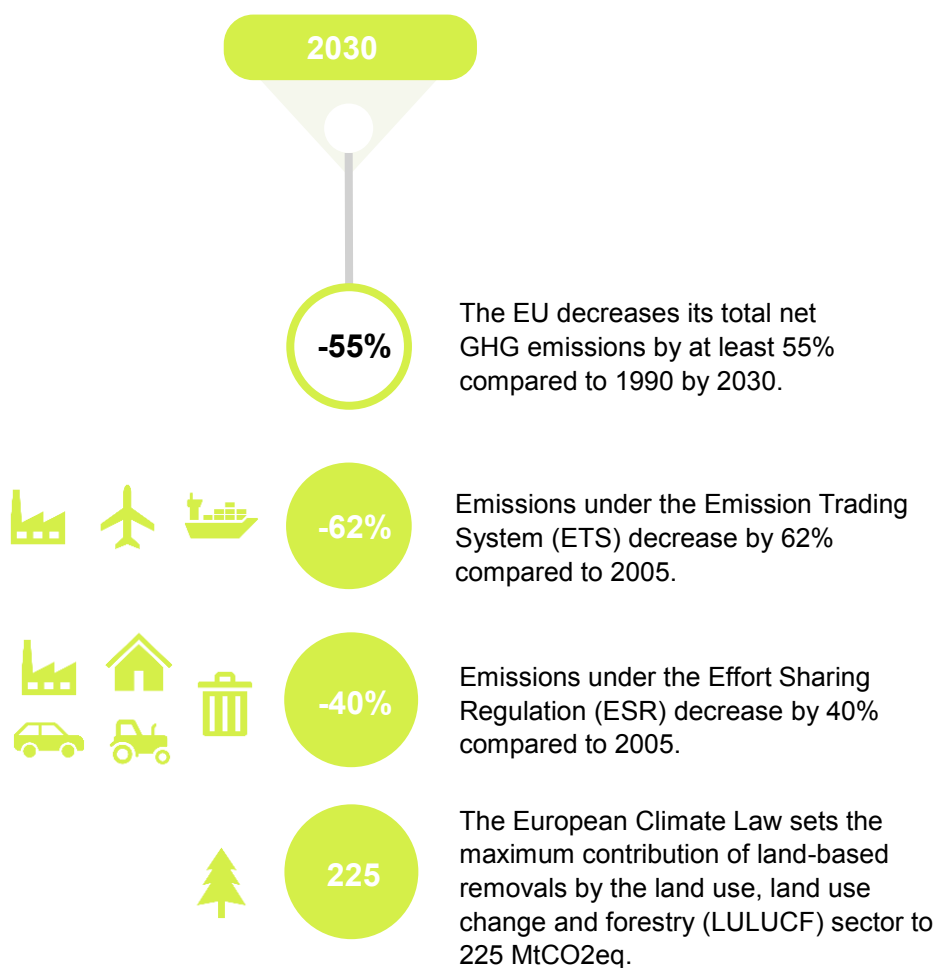 2030
-55%
The EU decreases its total net
GHG emissions by at least 55%
compared to 1990 by 2030.
-62%
Emissions under the Emission Trading
System (ETS) decrease by 62%
compared to 2005.
-40%
Emissions under the Effort Sharing
Regulation (ESR) decrease by 40%
compared to 2005.
225
The European Climate Law sets the
maximum contribution of land-based
removals by the land use, land use
change and forestry (LULUCF) sector to
225 MtCO2eq.